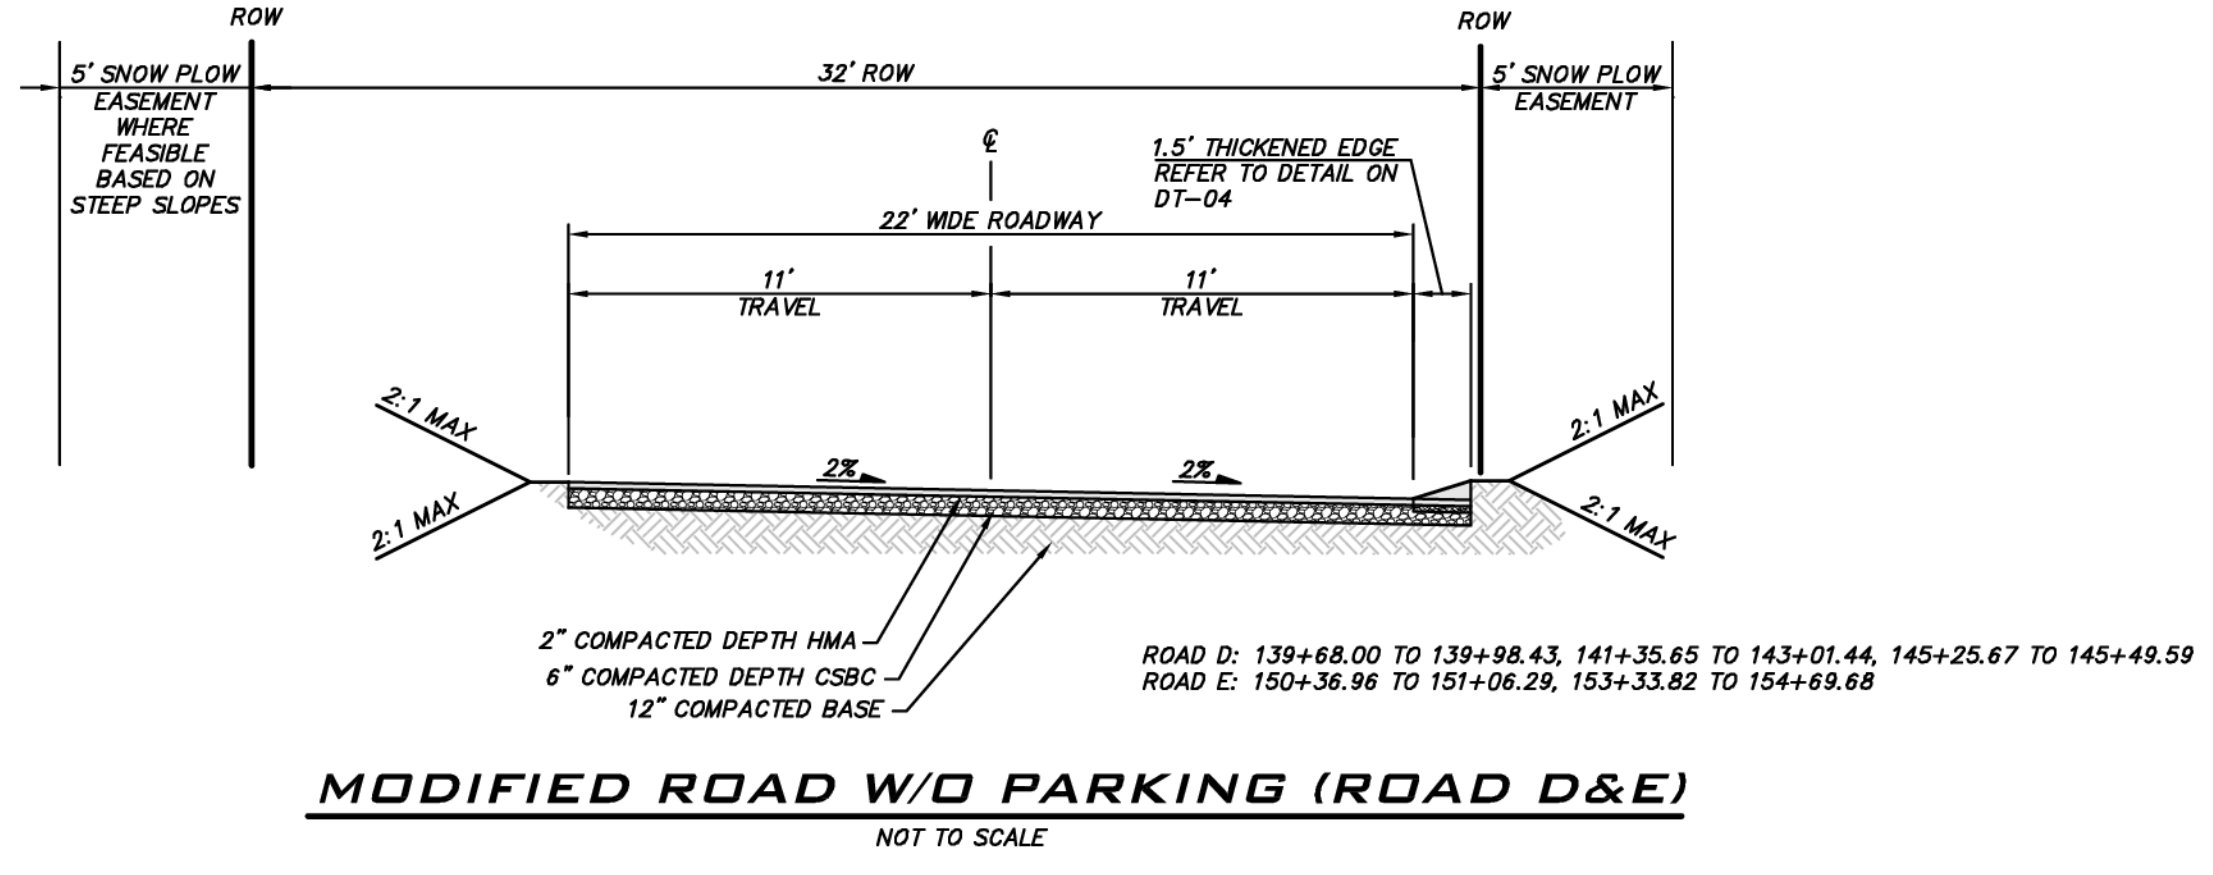 ROW
ROW
5' SNOW PLOW
EASEMENT
WHERE
FEASIBLE
BASED ON
STEEP SLOPES
32' ROW
5' SNOW PLOW
EASEMENT
℄
1.5' THICKENED EDGE
REFER TO DETAIL ON
DT-04
22' WIDE ROADWAY
11'
TRAVEL
11'
TRAVEL
2:1 MAX
2:1 MAX
2%
2%
2:1 MAX
2:1 MAX
2" COMPACTED DEPTH HMA
6" COMPACTED DEPTH CSBC
12" COMPACTED BASE
ROAD D: 139+68.00 TO 139+98.43, 141+35.65 TO 143+01.44, 145+25.67 TO 145+49.59
ROAD E: 150+36.96 TO 151+06.29, 153+33.82 TO 154+69.68
MODIFIED ROAD W/O PARKING (ROAD D&E)
NOT TO SCALE